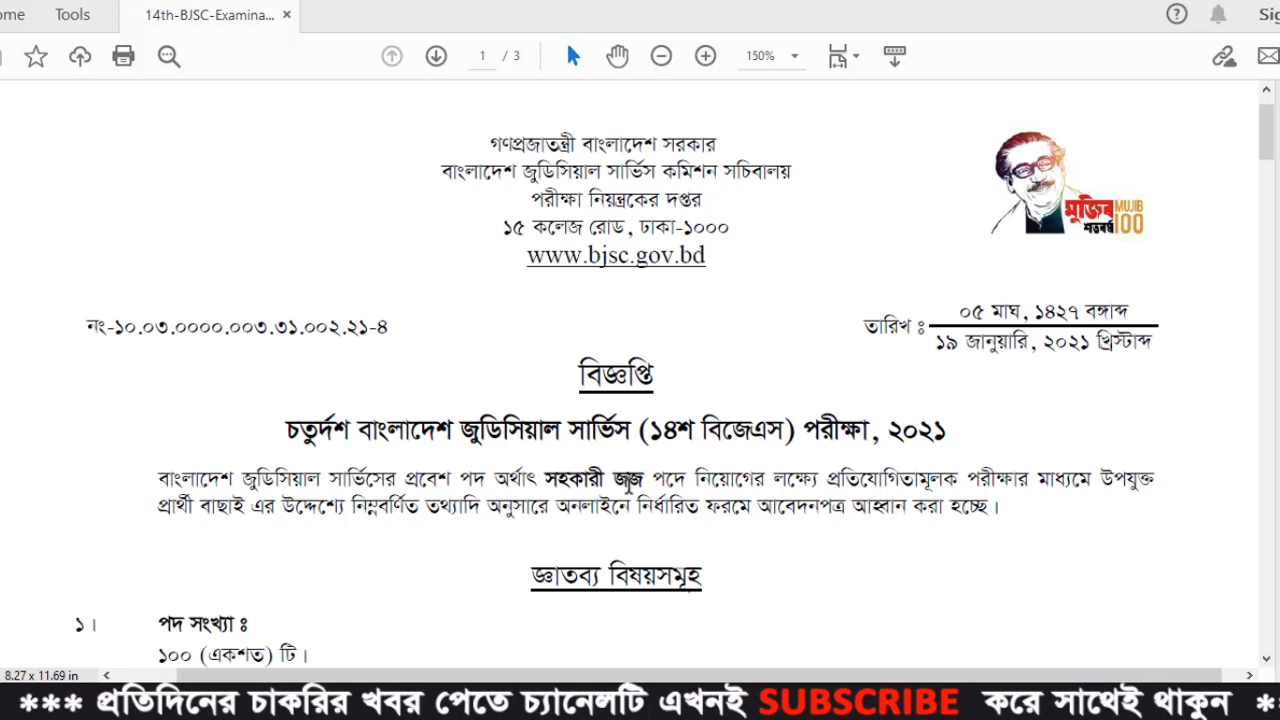 ome Tools 14th-BJSC-Examina... × Sig
1 / 3 150%
গণপ্রজাতন্ত্রী বাংলাদেশ সরকার
বাংলাদেশ জুডিসিয়াল সার্ভিস কমিশন সচিবালয়
পরীক্ষা নিয়ন্ত্রকের দপ্তর
১৫ কলেজ রোড, ঢাকা-১০০০
www.bjsc.gov.bd
মুজিব শতবর্ষ MUJIB 100
নং-১০.০৩.০০০০.০০৩.৩১.০০২.২১-৪
তারিখ ঃ ০৫ মাঘ, ১৪২৭ বঙ্গাব্দ
১৯ জানুয়ারি, ২০২১ খ্রিস্টাব্দ
বিজ্ঞপ্তি
চতুর্দশ বাংলাদেশ জুডিসিয়াল সার্ভিস (১৪শ বিজেএস) পরীক্ষা, ২০২১
বাংলাদেশ জুডিসিয়াল সার্ভিসের প্রবেশ পদ অর্থাৎ সহকারী জজ পদে নিয়োগের লক্ষ্যে প্রতিযোগিতামূলক পরীক্ষার মাধ্যমে উপযুক্ত
প্রার্থী বাছাই এর উদ্দেশ্যে নিম্নবর্ণিত তথ্যাদি অনুসারে অনলাইনে নির্ধারিত ফরমে আবেদনপত্র আহ্বান করা হচ্ছে।
জ্ঞাতব্য বিষয়সমূহ
১। পদ সংখ্যা ঃ
১০০ (একশত) টি।
8.27 x 11.69 in
*** প্রতিদিনের চাকরির খবর পেতে চ্যানেলটি এখনই SUBSCRIBE করে সাথেই থাকুন **